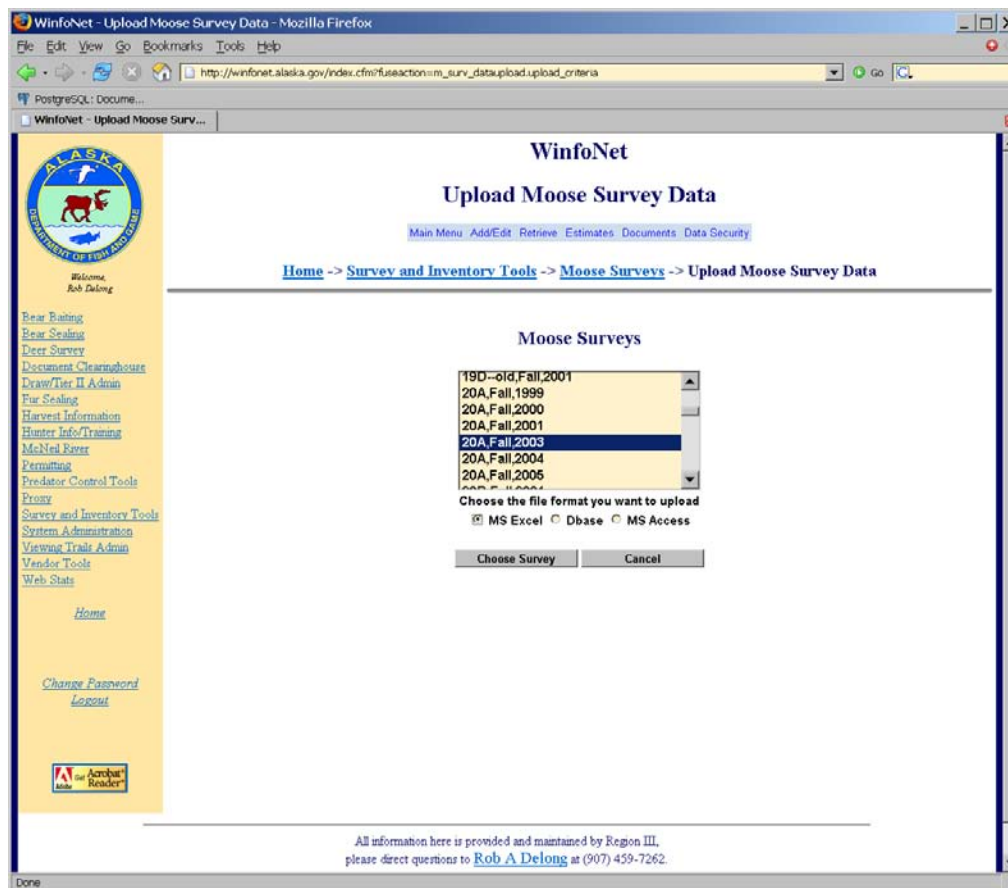 WinfoNet - Upload Moose Survey Data - Mozilla Firefox
File Edit View Go Bookmarks Tools Help
http://winfonet.alaska.gov/index.cfm?fuseaction=m_surv_dataupload.upload_criteria
Go
PostgreSQL: Docume...
WinfoNet - Upload Moose Surv...
ALASKA
DEPARTMENT OF FISH AND GAME
Welcome,
Rob Delong
Bear Baiting
Bear Sealing
Deer Survey
Document Clearinghouse
Draw/Tier II Admin
Fur Sealing
Harvest Information
Hunter Info/Training
McNeil River
Permitting
Predator Control Tools
Proxy
Survey and Inventory Tools
System Administration
Viewing Trails Admin
Vendor Tools
Web Stats
Home
Change Password
Logout
Adobe
Get Acrobat
Reader
WinfoNet
Upload Moose Survey Data
Main Menu Add/Edit Retrieve Estimates Documents Data Security
Home -> Survey and Inventory Tools -> Moose Surveys -> Upload Moose Survey Data
Moose Surveys
19D--old,Fall,2001
20A,Fall,1999
20A,Fall,2000
20A,Fall,2001
20A,Fall,2003
20A,Fall,2004
20A,Fall,2005
Choose the file format you want to upload
MS Excel Dbase MS Access
Choose Survey Cancel
All information here is provided and maintained by Region III,
please direct questions to Rob A Delong at (907) 459-7262.
Done